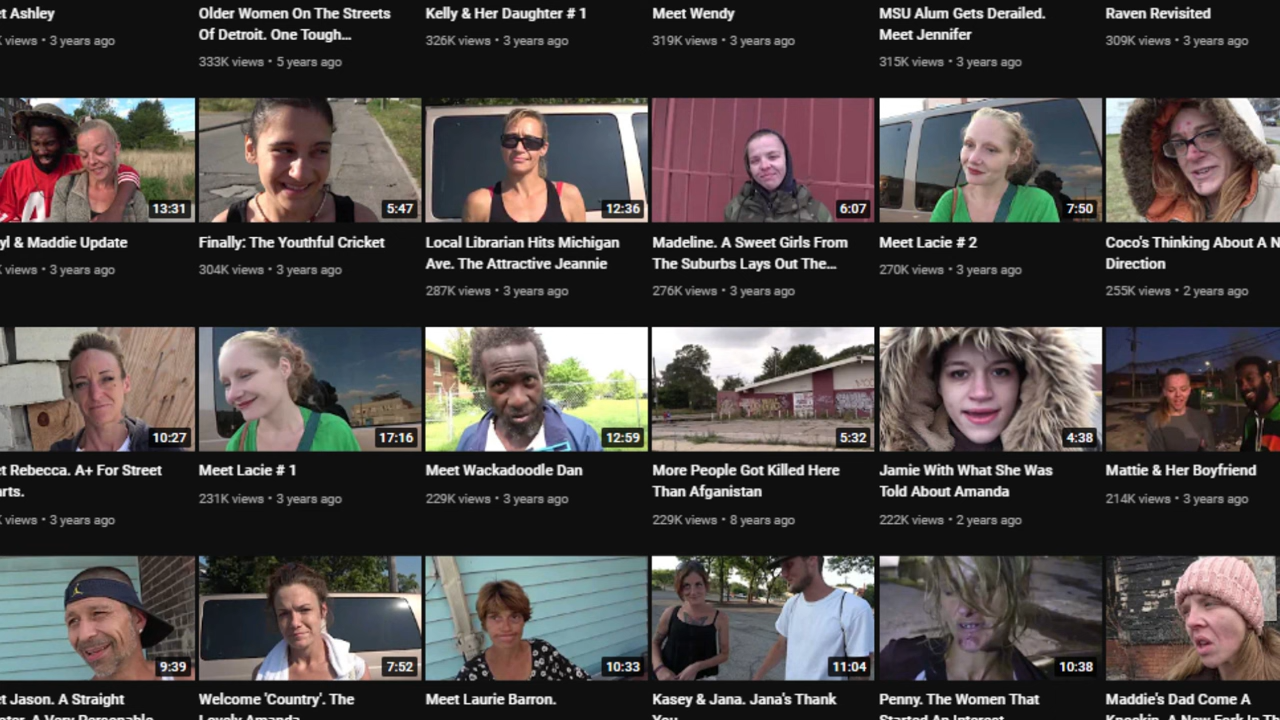 t Ashley
Older Women On The Streets
Of Detroit. One Tough…
Kelly & Her Daughter # 1
Meet Wendy
MSU Alum Gets Derailed.
Meet Jennifer
Raven Revisited
views • 3 years ago
333K views • 5 years ago
326K views • 3 years ago
319K views • 3 years ago
315K views • 3 years ago
309K views • 3 years ago
13:31
5:47
12:36
6:07
7:50
yl & Maddie Update
Finally: The Youthful Cricket
Local Librarian Hits Michigan
Ave. The Attractive Jeannie
Madeline. A Sweet Girls From
The Suburbs Lays Out The…
Meet Lacie # 2
Coco's Thinking About A N
Direction
views • 3 years ago
304K views • 3 years ago
287K views • 3 years ago
276K views • 3 years ago
270K views • 3 years ago
255K views • 2 years ago
10:27
17:16
12:59
5:32
4:38
t Rebecca. A+ For Street
arts.
Meet Lacie # 1
Meet Wackadoodle Dan
More People Got Killed Here
Than Afganistan
Jamie With What She Was
Told About Amanda
Mattie & Her Boyfriend
views • 3 years ago
231K views • 3 years ago
229K views • 3 years ago
229K views • 8 years ago
222K views • 2 years ago
214K views • 3 years ago
9:39
7:52
10:33
11:04
10:38
t Jason. A Straight
Welcome 'Country'. The
Lovely Amanda
Meet Laurie Barron.
Kasey & Jana. Jana's Thank
You
Penny. The Women That
Started An Interest
Maddie's Dad Come A